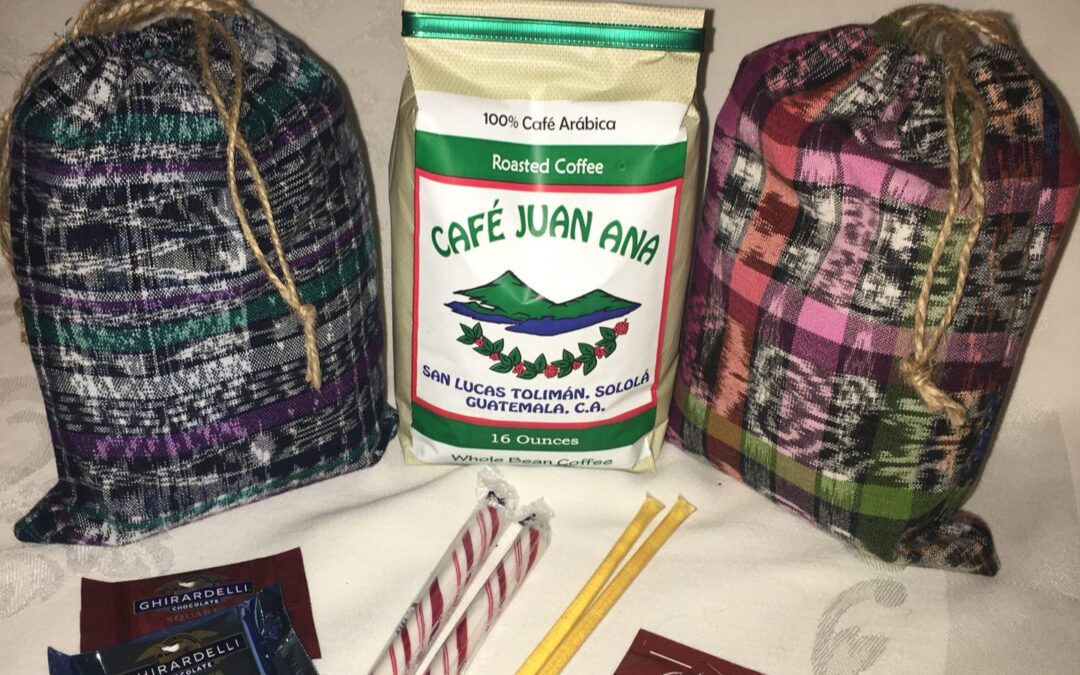 100% Café Arábica
Roasted Coffee
CAFÉ JUAN ANA
SAN LUCAS TOLIMÁN, SOLOLÁ
GUATEMALA, C.A.
16 Ounces
Whole Bean Coffee
GHIRARDELLI
CHOCOLATE
SQUARES
GHIRARDELLI
CHOCOLATE